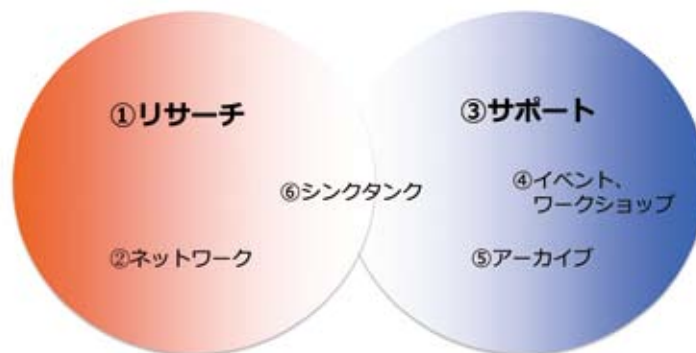 ①リサーチ
③サポート
⑥シンクタンク
④イベント、
ワークショップ
②ネットワーク
⑤アーカイブ